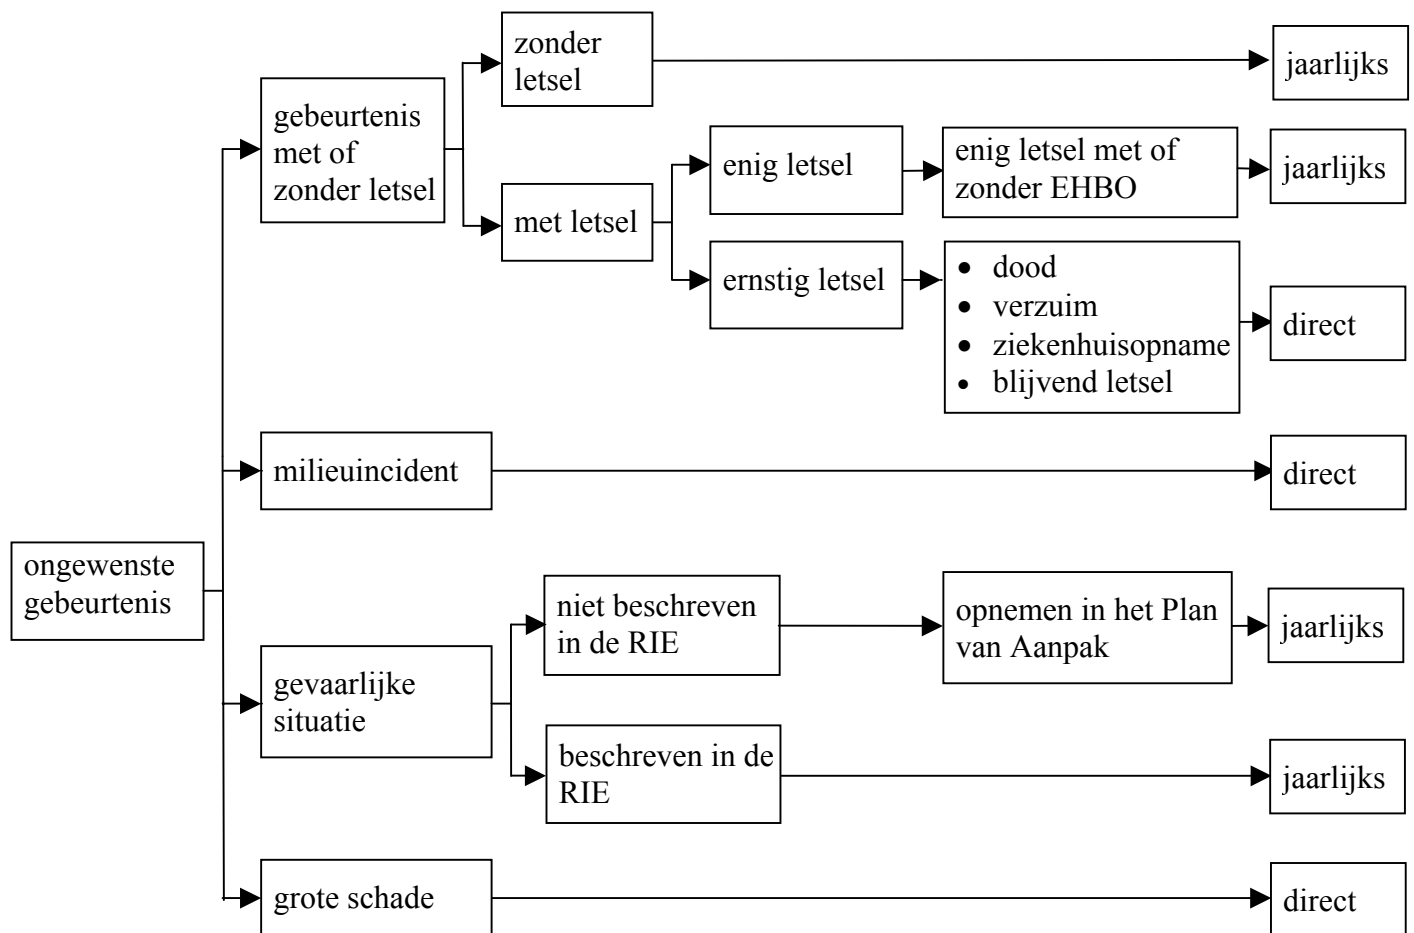 zonder
letsel
jaarlijks
gebeurtenis
met of
zonder letsel
enig letsel
enig letsel met of
zonder EHBO
jaarlijks
met letsel
ernstig letsel
• dood
• verzuim
• ziekenhuisopname
• blijvend letsel
direct
milieuincident
direct
ongewenste
gebeurtenis
niet beschreven
in de RIE
opnemen in het Plan
van Aanpak
jaarlijks
gevaarlijke
situatie
beschreven in de
RIE
jaarlijks
grote schade
direct